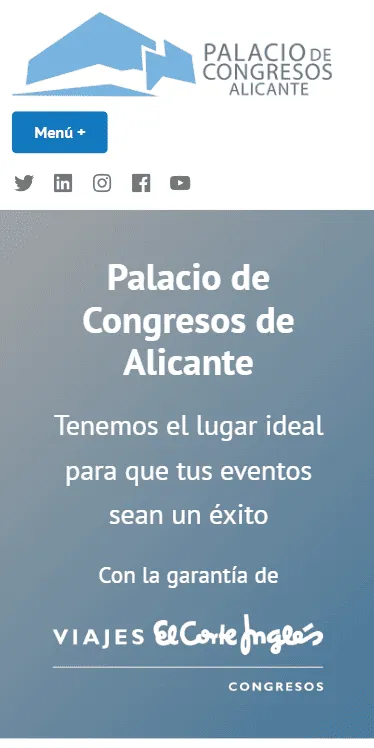 PALACIO DE
CONGRESOS
ALICANTE
Menú +
Palacio de
Congresos de
Alicante
Tenemos el lugar ideal
para que tus eventos
sean un éxito
Con la garantía de
VIAJES El Corte Inglés
CONGRESOS